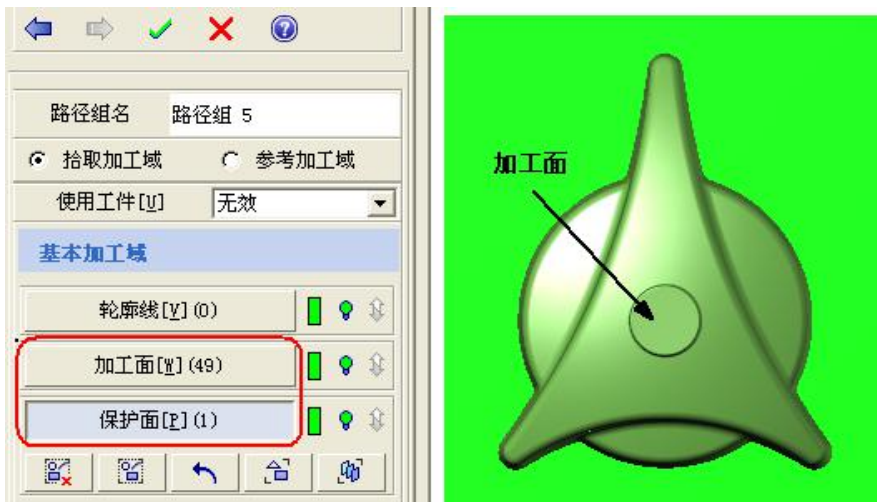 路径组名 路径组 5
拾取加工域 参考加工域
使用工件[U] 无效
基本加工域
轮廓线[V](0)
加工面[W](49)
保护面[P](1)
加工面